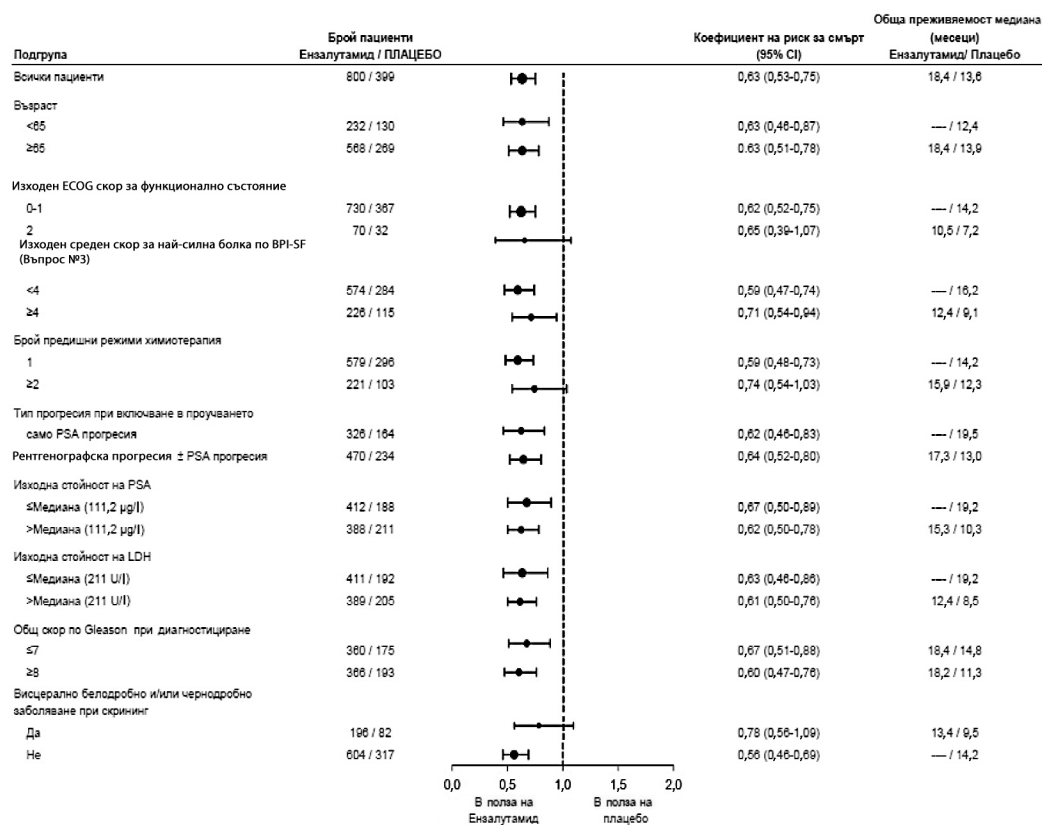 Обща преживяемост медиана
Брой пациенти Коефициент на риск за смърт (месеци)
Подгрупа Ензалутамид / ПЛАЦЕБО (95% CI) Ензалутамид/ Плацебо
Всички пациенти 800 / 399 0,63 (0,53-0,75) 18,4 / 13,6
Възраст
<65 232 / 130 0,63 (0,46-0,87) ---- / 12,4
≥65 568 / 269 0.63 (0,51-0,78) 18,4 / 13,9
Изходен ECOG скор за функционално състояние
0-1 730 / 367 0,62 (0,52-0,75) ---- / 14,2
2 70 / 32 0,65 (0,39-1,07) 10,5 / 7,2
Изходен среден скор за най-силна болка по BPI-SF
(Въпрос №3)
<4 574 / 284 0,59 (0,47-0,74) ---- / 16,2
≥4 226 / 115 0,71 (0,54-0,94) 12,4 / 9,1
Брой предишни режими химиотерапия
1 579 / 296 0,59 (0,48-0,73) ---- / 14,2
≥2 221 / 103 0,74 (0,54-1,03) 15,9 / 12,3
Тип прогресия при включване в проучването
само PSA прогресия 326 / 164 0,62 (0,46-0,83) ---- / 19,5
Рентгенографска прогресия ± PSA прогресия 470 / 234 0,64 (0,52-0,80) 17,3 / 13,0
Изходна стойност на PSA
≤Медиана (111,2 µg/l) 412 / 188 0,67 (0,50-0,89) ---- / 19,2
>Медиана (111,2 µg/l) 388 / 211 0,62 (0,50-0,78) 15,3 / 10,3
Изходна стойност на LDH
≤Медиана (211 U/l) 411 / 192 0,63 (0,46-0,86) ---- / 19,2
>Медиана (211 U/l) 389 / 205 0,61 (0,50-0,76) 12,4 / 8,5
Общ скор по Gleason при диагностициране
≤7 360 / 175 0,67 (0,51-0,88) 18,4 / 14,8
≥8 366 / 193 0,60 (0,47-0,76) 18,2 / 11,3
Висцерално белодробно и/или чернодробно
заболяване при скрининг
Да 196 / 82 0,78 (0,56-1,09) 13,4 / 9,5
Не 604 / 317 0,56 (0,46-0,69) ---- / 14,2
0,0 0,5 1,0 1,5 2,0
В полза на В полза на
Ензалутамид плацебо